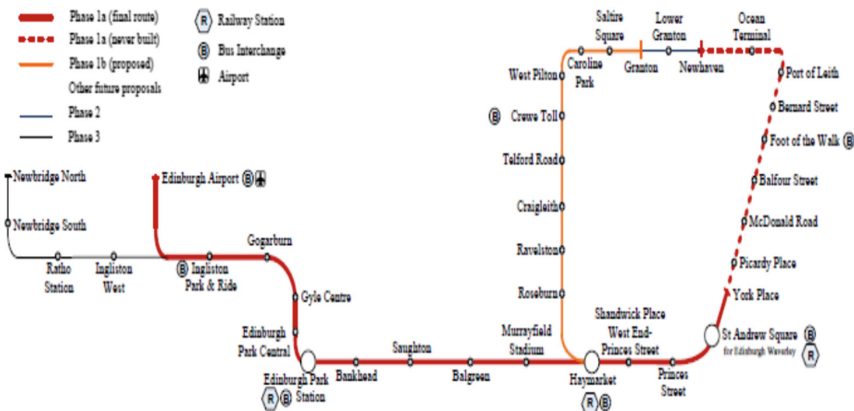 Phase 1a (final route)
Phase 1a (never built)
Phase 1b (proposed)
Other future proposals
Phase 2
Phase 3
R Railway Station
B Bus Interchange
Airport
Saltire
Square
Lower
Granton
Ocean
Terminal
West Pilton
Caroline
Park
Granton
Newhaven
Port of Leith
B Crewe Toll
Bernard Street
Foot of the Walk B
Telford Road
Balfour Street
Newbridge North
Edinburgh Airport B
Craigleith
McDonald Road
Newbridge South
Gogarburn
Ravelston
Picardy Place
Ratho
Station
Ingliston
West
B Ingliston
Park & Ride
Gyle Centre
Roseburn
York Place
Edinburgh
Park Central
Murrayfield
Stadium
Shandwick Place
West End-
Princes Street
St Andrew Square B
for Edinburgh Waverley R
Saughton
Edinburgh Park
Station
R B
Bankhead
Balgreen
Haymarket
R B
Princes
Street